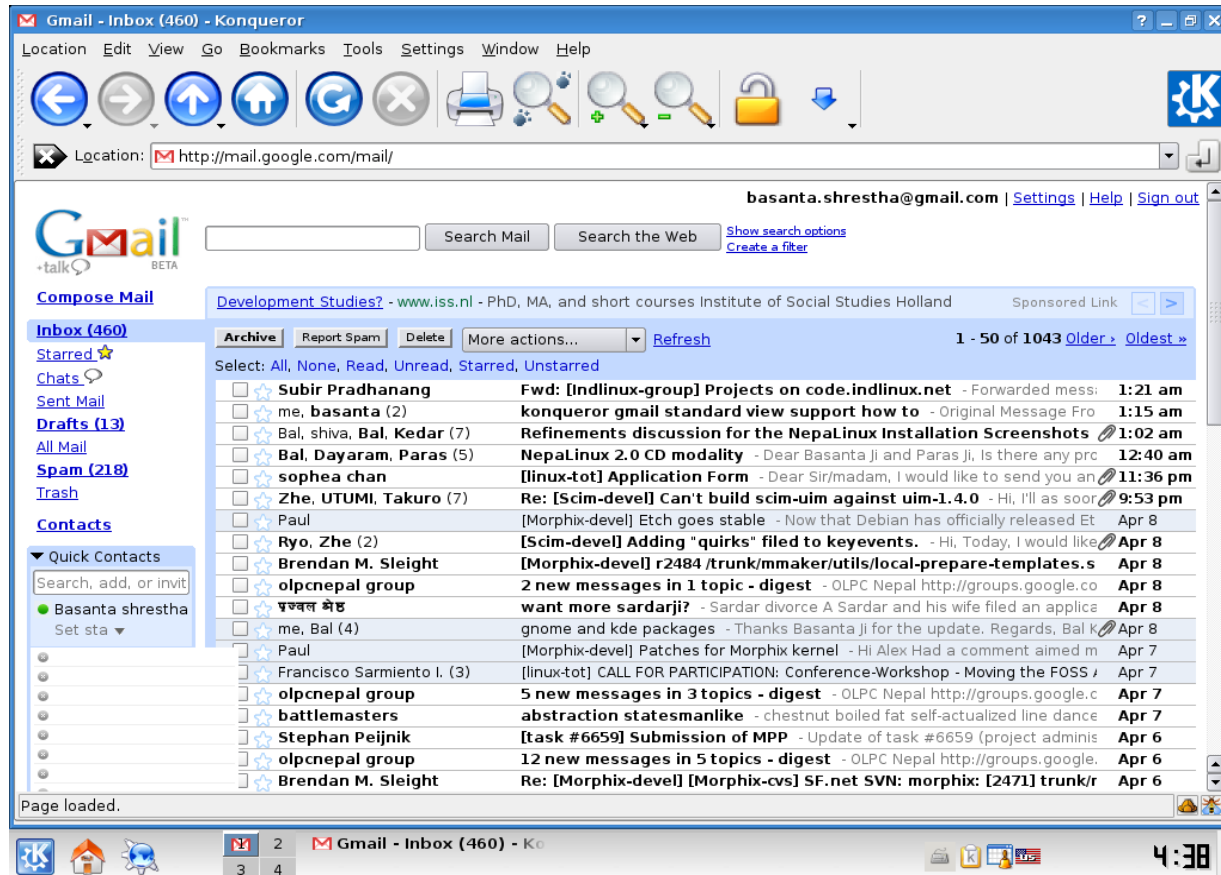 Gmail - Inbox (460) - Konqueror
Location Edit View Go Bookmarks Tools Settings Window Help
Location: http://mail.google.com/mail/
basanta.shrestha@gmail.com | Settings | Help | Sign out
Gmail™
+talk BETA
Search Mail Search the Web Show search options
Create a filter
Compose Mail
Inbox (460)
Starred
Chats
Sent Mail
Drafts (13)
All Mail
Spam (218)
Trash
Contacts
Quick Contacts
Search, add, or invit
Basanta shrestha
Set sta
Development Studies? - www.iss.nl - PhD, MA, and short courses Institute of Social Studies Holland Sponsored Link < >
Archive Report Spam Delete More actions... Refresh 1 - 50 of 1043 Older › Oldest »
Select: All, None, Read, Unread, Starred, Unstarred
Subir Pradhanang Fwd: [Indlinux-group] Projects on code.indlinux.net - Forwarded mess 1:21 am
me, basanta (2) konqueror gmail standard view support how to - Original Message Fro 1:15 am
Bal, shiva, Bal, Kedar (7) Refinements discussion for the NepaLinux Installation Screenshots 1:02 am
Bal, Dayaram, Paras (5) NepaLinux 2.0 CD modality - Dear Basanta Ji and Paras Ji, Is there any prc 12:40 am
sophea chan [linux-tot] Application Form - Dear Sir/madam, I would like to send you an 11:36 pm
Zhe, UTUMI, Takuro (7) Re: [Scim-devel] Can't build scim-uim against uim-1.4.0 - Hi, I'll as soor 9:53 pm
Paul [Morphix-devel] Etch goes stable - Now that Debian has officially released Et Apr 8
Ryo, Zhe (2) [Scim-devel] Adding "quirks" filed to keyevents. - Hi, Today, I would like Apr 8
Brendan M. Sleight [Morphix-devel] r2484 /trunk/mmaker/utils/local-prepare-templates.s Apr 8
olpcnepal group 2 new messages in 1 topic - digest - OLPC Nepal http://groups.google.co Apr 8
want more sardarji? - Sardar divorce A Sardar and his wife filed an applica Apr 8
me, Bal (4) gnome and kde packages - Thanks Basanta Ji for the update. Regards, Bal K Apr 8
Paul [Morphix-devel] Patches for Morphix kernel - Hi Alex Had a comment aimed m Apr 7
Francisco Sarmiento I. (3) [linux-tot] CALL FOR PARTICIPATION: Conference-Workshop - Moving the FOSS Apr 7
olpcnepal group 5 new messages in 3 topics - digest - OLPC Nepal http://groups.google.c Apr 7
battlemasters abstraction statesmanlike - chestnut boiled fat self-actualized line dance Apr 7
Stephan Peijnik [task #6659] Submission of MPP - Update of task #6659 (project adminis Apr 6
olpcnepal group 12 new messages in 5 topics - digest - OLPC Nepal http://groups.google. Apr 6
Brendan M. Sleight Re: [Morphix-devel] [Morphix-cvs] SF.net SVN: morphix: [2471] trunk/r Apr 6
Page loaded.
2 Gmail - Inbox (460) - Ko
3 4
4:38